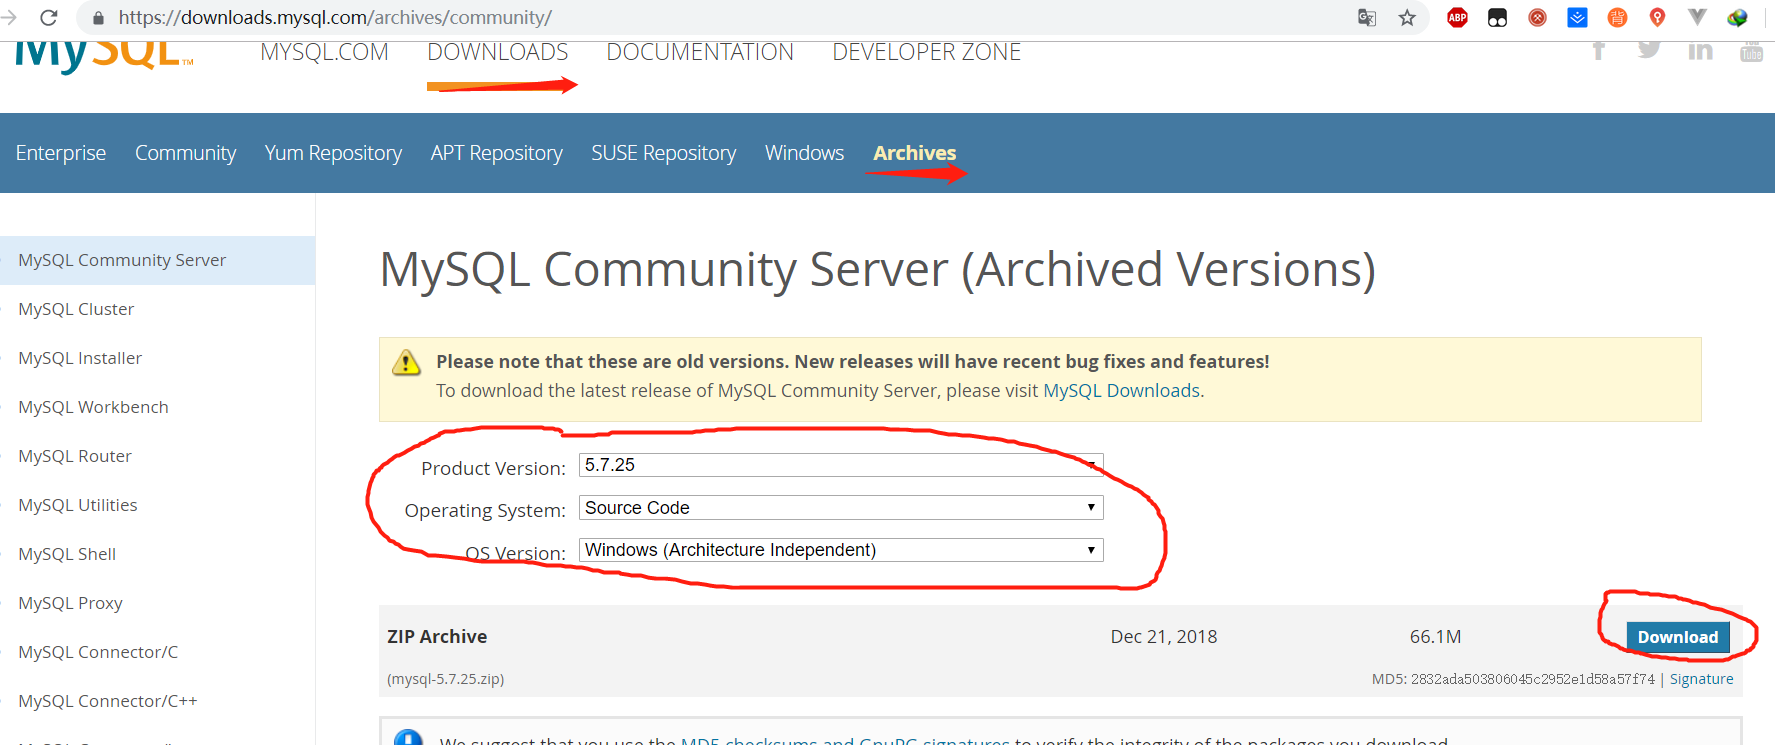 https://downloads.mysql.com/archives/community/
ABP
背
MySQL™ MYSQL.COM DOWNLOADS DOCUMENTATION DEVELOPER ZONE
f in You Tube
Enterprise Community Yum Repository APT Repository SUSE Repository Windows Archives
MySQL Community Server
MySQL Cluster
MySQL Installer
MySQL Workbench
MySQL Router
MySQL Utilities
MySQL Shell
MySQL Proxy
MySQL Connector/C
MySQL Connector/C++
MySQL Community Server (Archived Versions)
Please note that these are old versions. New releases will have recent bug fixes and features!
To download the latest release of MySQL Community Server, please visit MySQL Downloads.
Product Version: 5.7.25
Operating System: Source Code
OS Version: Windows (Architecture Independent)
ZIP Archive Dec 21, 2018 66.1M Download
(mysql-5.7.25.zip) MD5: 2832ada503806045c2952e1d58a57f74 | Signature
We suggest that you use the MD5 checksums and GnuPG signatures to verify the integrity of the packages you download.